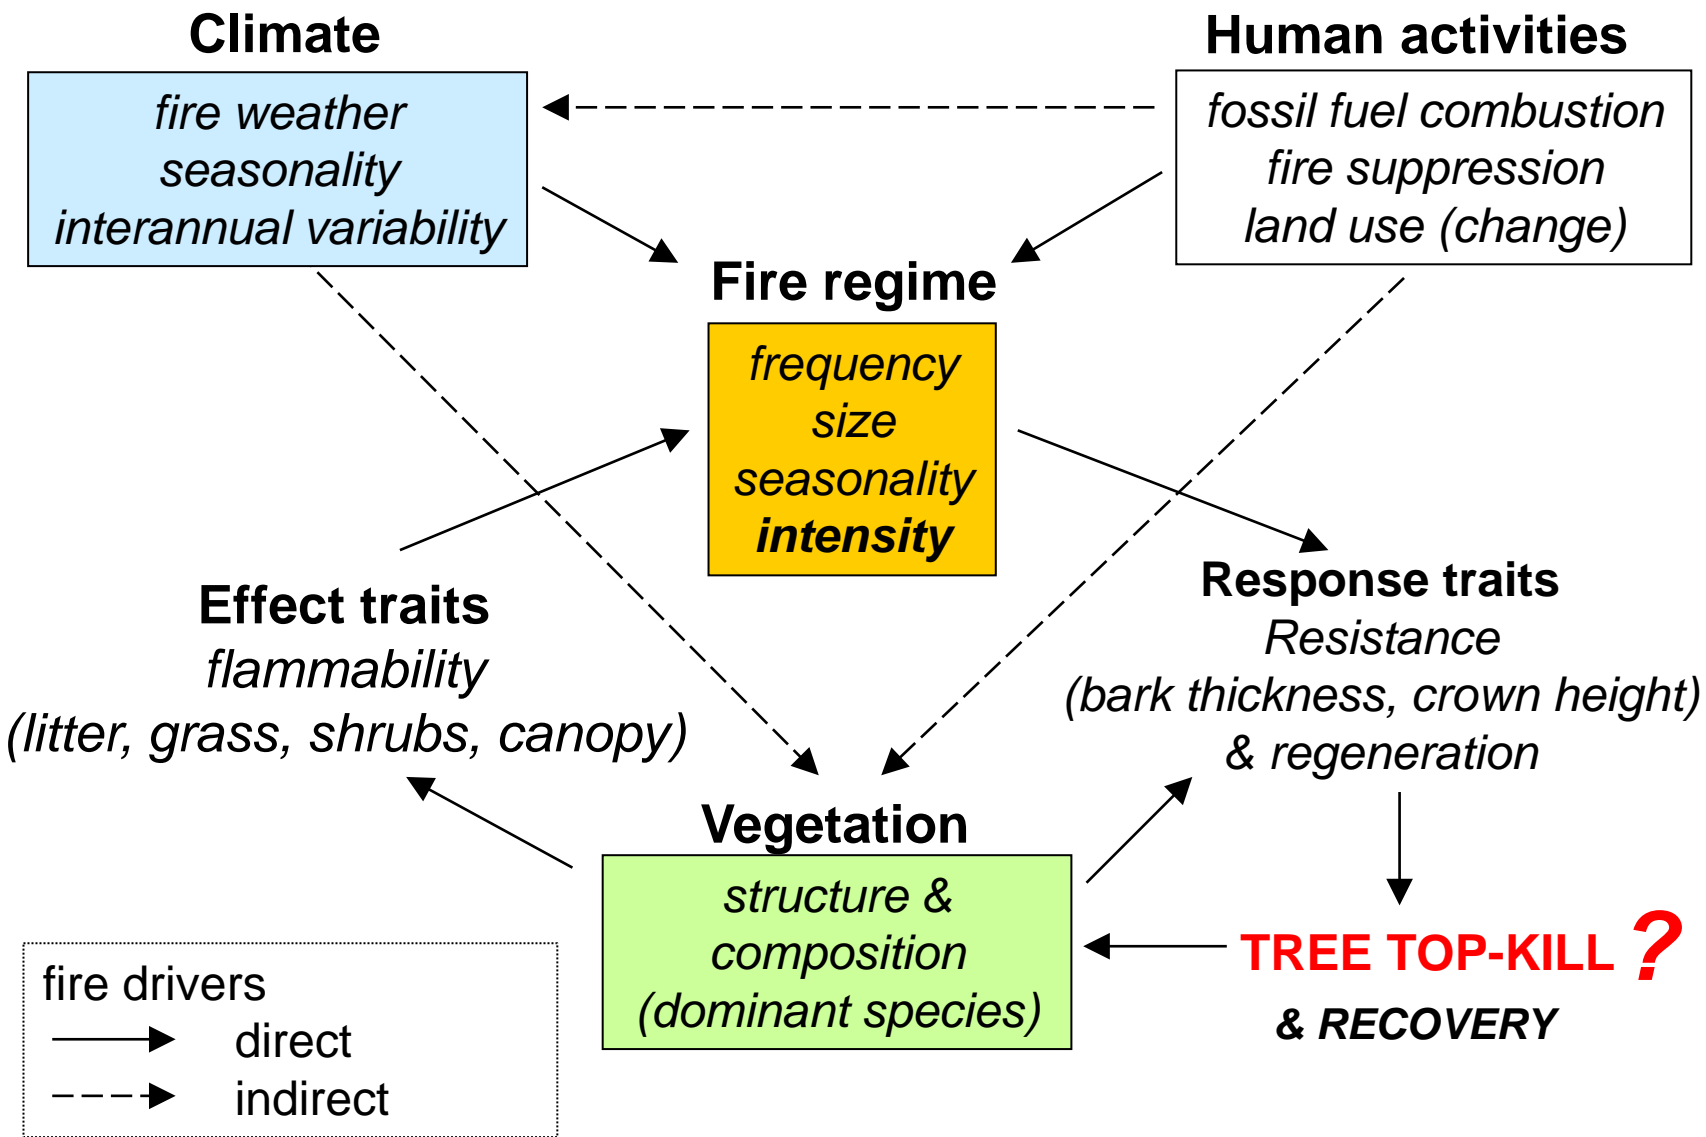 Climate
fire weather
seasonality
interannual variability
Human activities
fossil fuel combustion
fire suppression
land use (change)
Fire regime
frequency
size
seasonality
intensity
Effect traits
flammability
(litter, grass, shrubs, canopy)
Response traits
Resistance
(bark thickness, crown height)
& regeneration
Vegetation
structure &
composition
(dominant species)
TREE TOP-KILL ?
& RECOVERY
fire drivers
direct
indirect